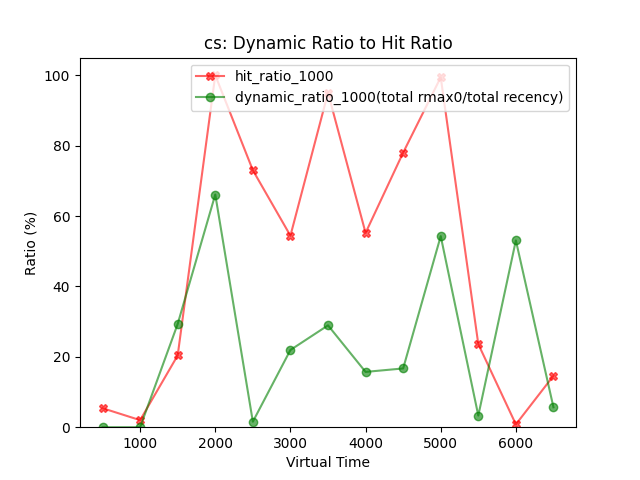 cs: Dynamic Ratio to Hit Ratio
hit_ratio_1000
dynamic_ratio_1000(total rmax0/total recency)
Ratio (%)
100
80
60
40
20
0
1000 2000 3000 4000 5000 6000
Virtual Time